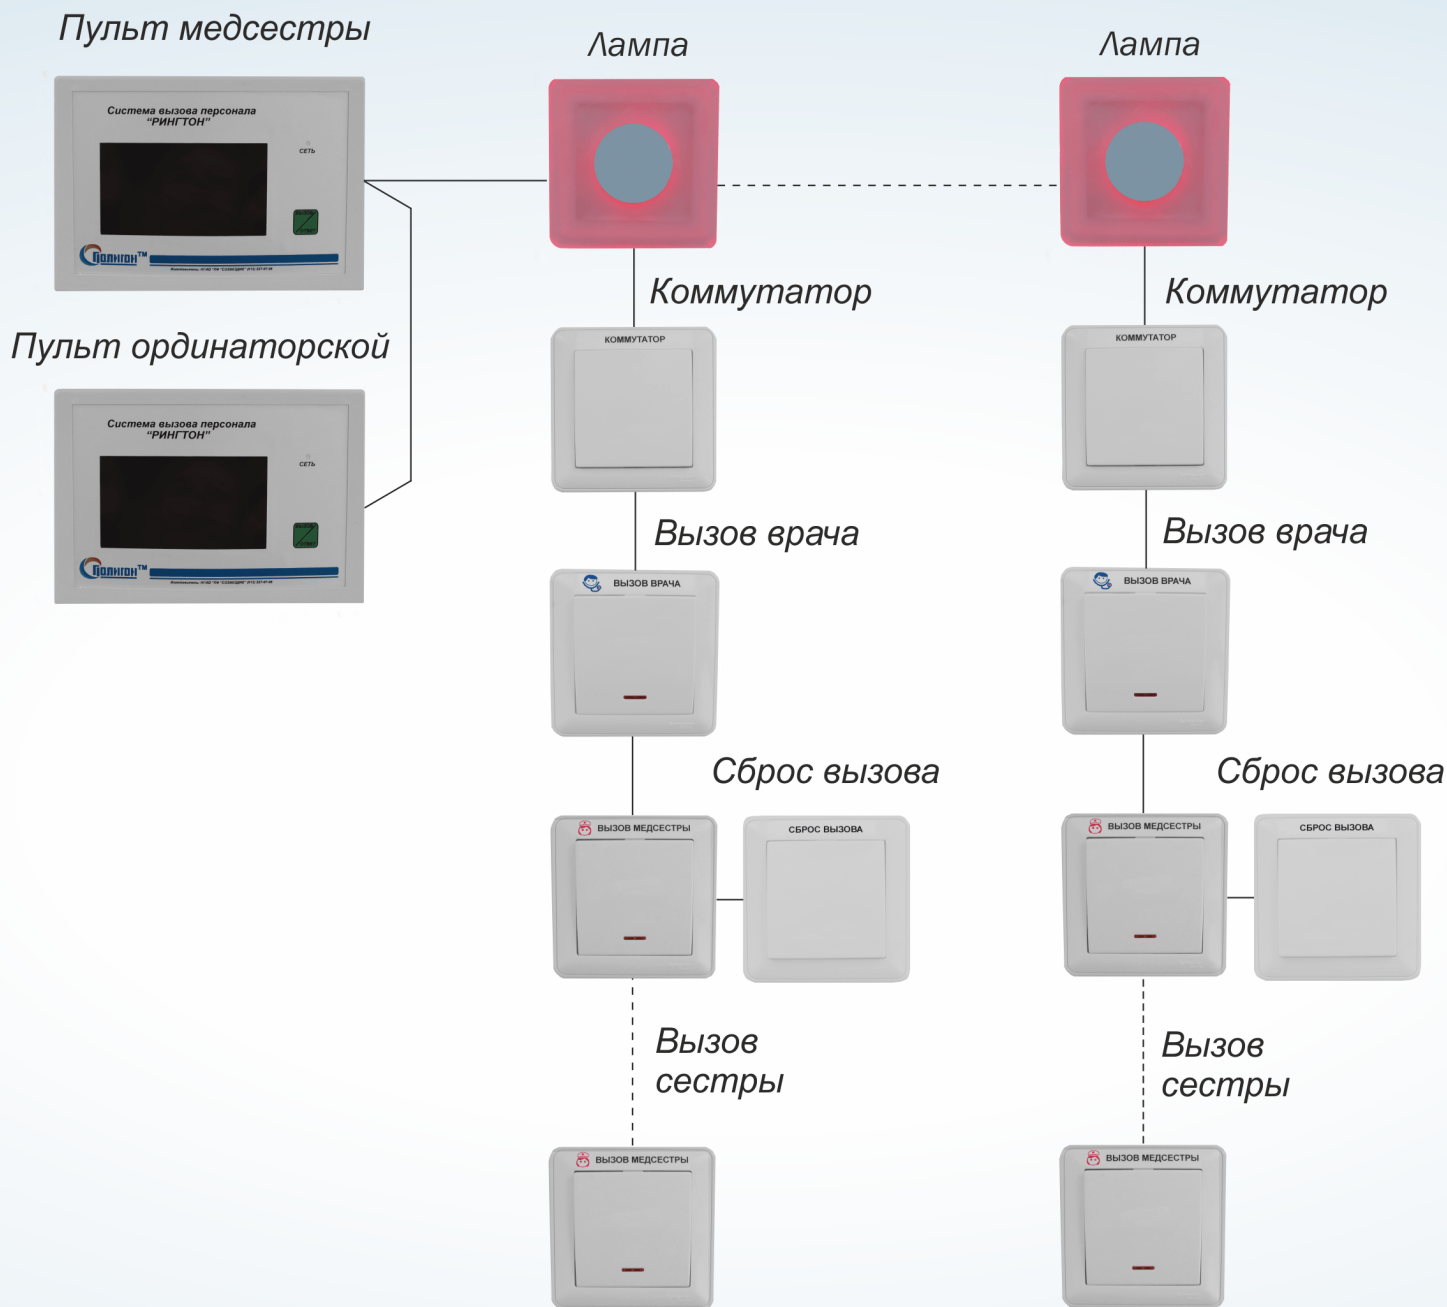 Пульт медсестры
Система вызова персонала
“РИНГТОН”
СЕТЬ
Полигон™
Пульт ординаторской
Система вызова персонала
“РИНГТОН”
СЕТЬ
Полигон™
Лампа
Коммутатор
КОММУТАТОР
Вызов врача
ВЫЗОВ ВРАЧА
Сброс вызова
ВЫЗОВ МЕДСЕСТРЫ
СБРОС ВЫЗОВА
Вызов
сестры
ВЫЗОВ МЕДСЕСТРЫ
Лампа
Коммутатор
КОММУТАТОР
Вызов врача
ВЫЗОВ ВРАЧА
Сброс вызова
ВЫЗОВ МЕДСЕСТРЫ
СБРОС ВЫЗОВА
Вызов
сестры
ВЫЗОВ МЕДСЕСТРЫ